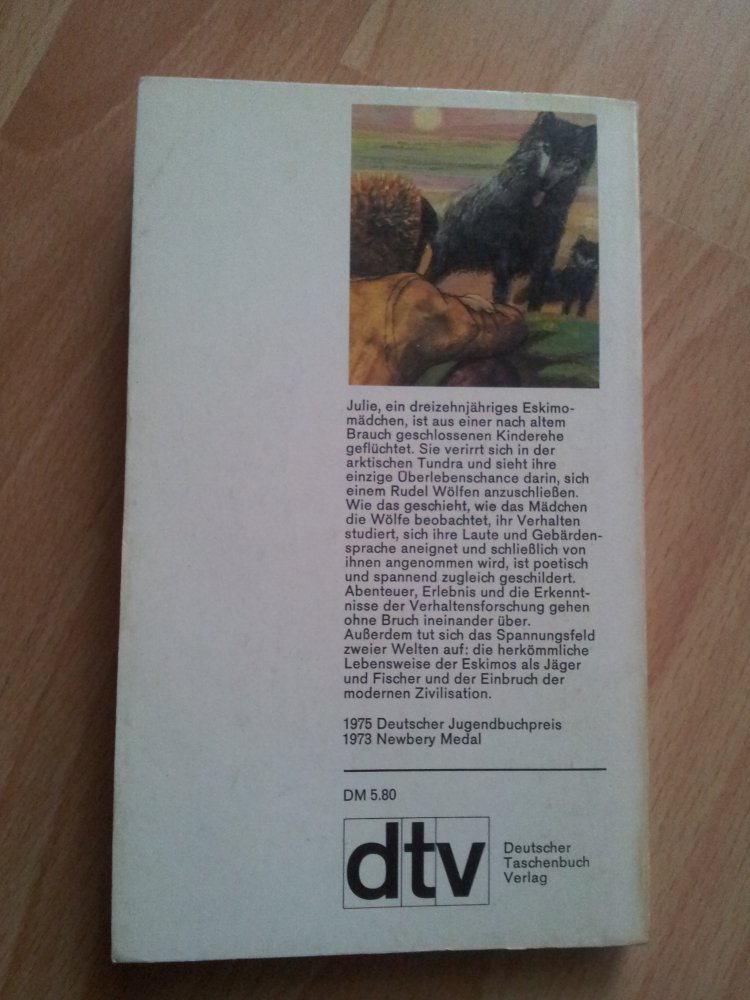 Julie, ein dreizehnjähriges Eskimo-
mädchen, ist aus einer nach altem
Brauch geschlossenen Kinderehe
geflüchtet. Sie verirrt sich in der
arktischen Tundra und sieht ihre
einzige Überlebenschance darin, sich
einem Rudel Wölfen anzuschließen.
Wie das geschieht, wie das Mädchen
die Wölfe beobachtet, ihr Verhalten
studiert, sich ihre Laute und Gebärden-
sprache aneignet und schließlich von
ihnen angenommen wird, ist poetisch
und spannend zugleich geschildert.
Abenteuer, Erlebnis und die Erkennt-
nisse der Verhaltensforschung gehen
ohne Bruch ineinander über.
Außerdem tut sich das Spannungsfeld
zweier Welten auf: die herkömmliche
Lebensweise der Eskimos als Jäger
und Fischer und der Einbruch der
modernen Zivilisation.
1975 Deutscher Jugendbuchpreis
1973 Newbery Medal
DM 5.80
dtv
Deutscher
Taschenbuch
Verlag